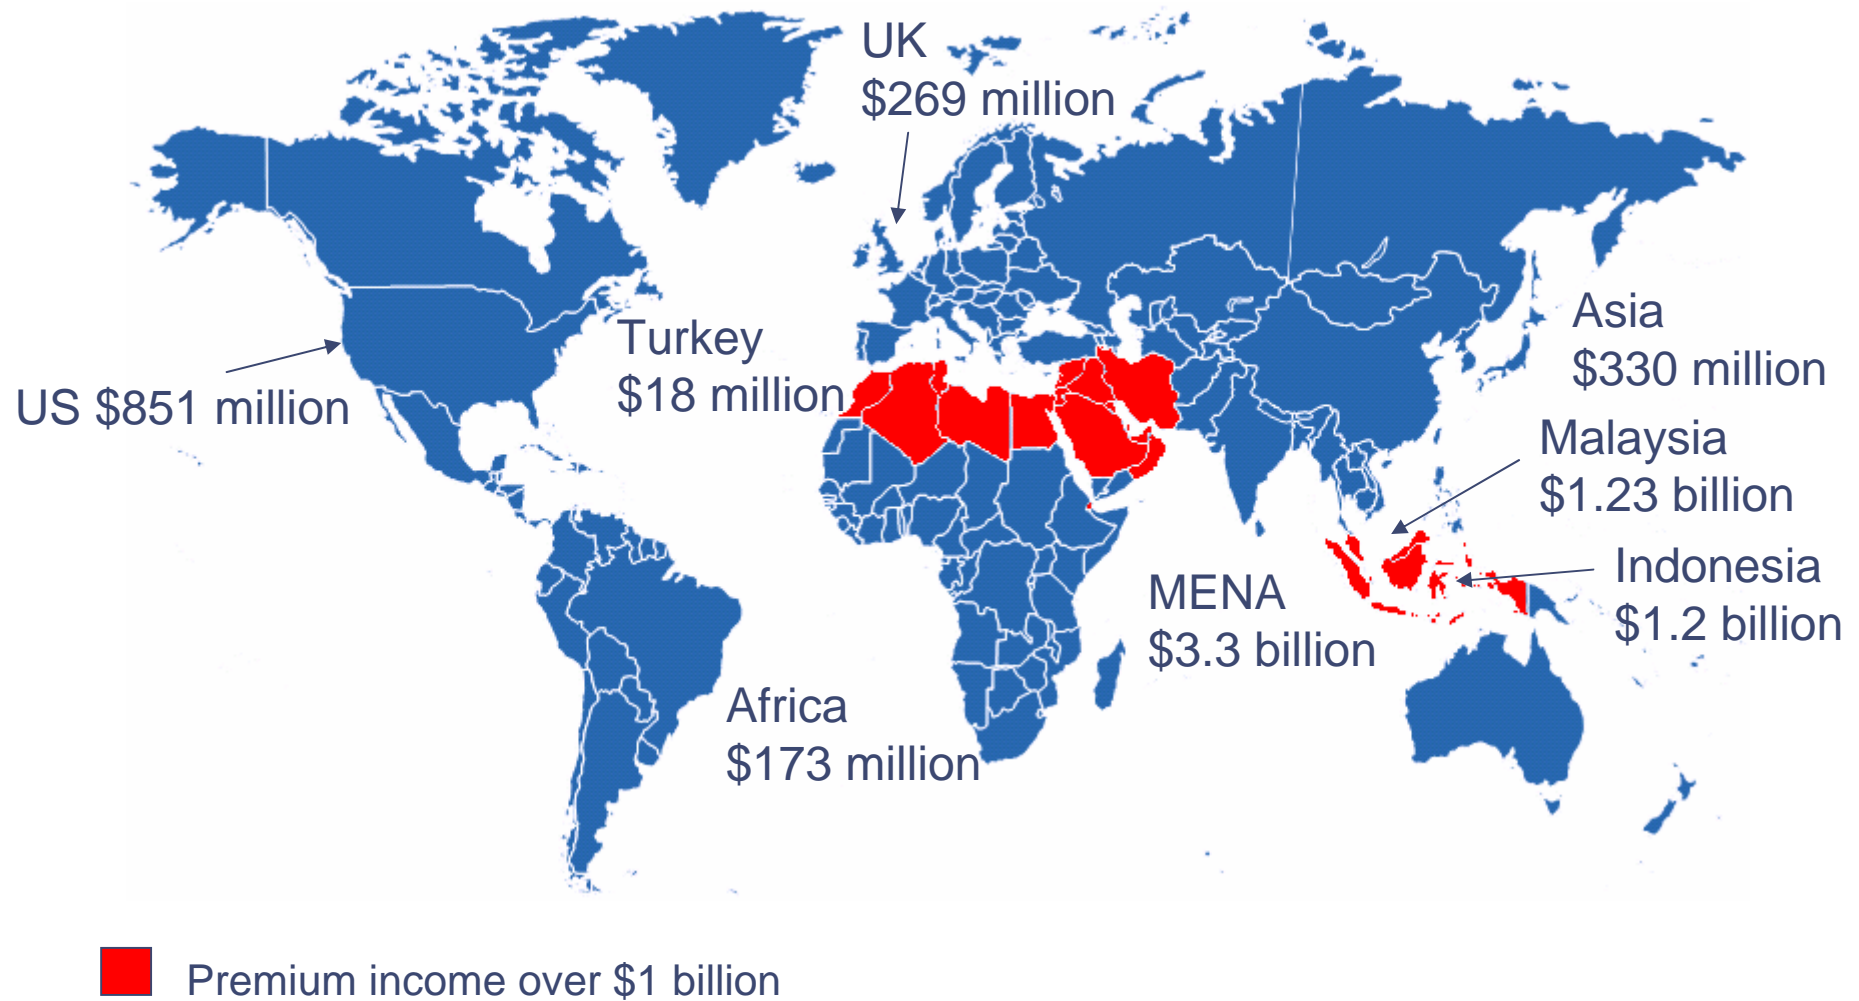 UK
$269 million
Turkey
$18 million
US $851 million
Asia
$330 million
Malaysia
$1.23 billion
Indonesia
$1.2 billion
MENA
$3.3 billion
Africa
$173 million
Premium income over $1 billion